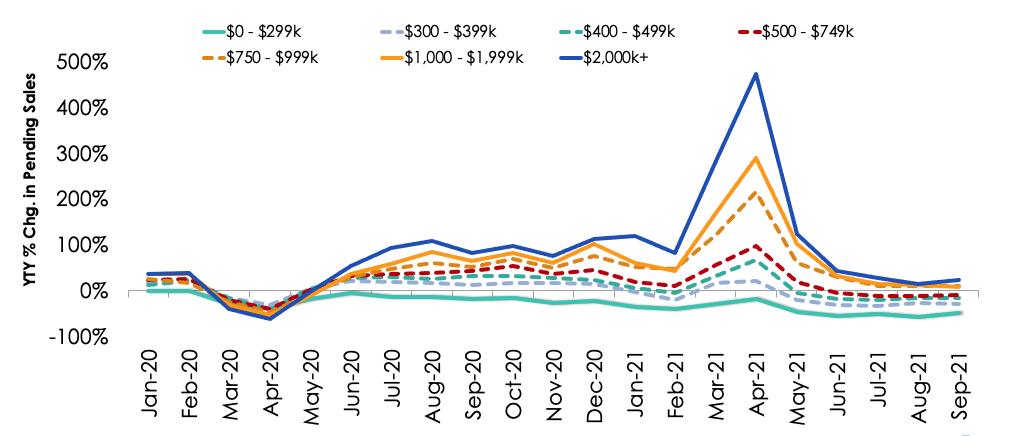 $0 - $299k $300 - $399k $400 - $499k $500 - $749k
$750 - $999k $1,000 - $1,999k $2,000k+
YTY % Chg. in Pending Sales
500%
400%
300%
200%
100%
0%
-100%
Jan-20 Feb-20 Mar-20 Apr-20 May-20 Jun-20 Jul-20 Aug-20 Sep-20 Oct-20 Nov-20 Dec-20 Jan-21 Feb-21 Mar-21 Apr-21 May-21 Jun-21 Jul-21 Aug-21 Sep-21